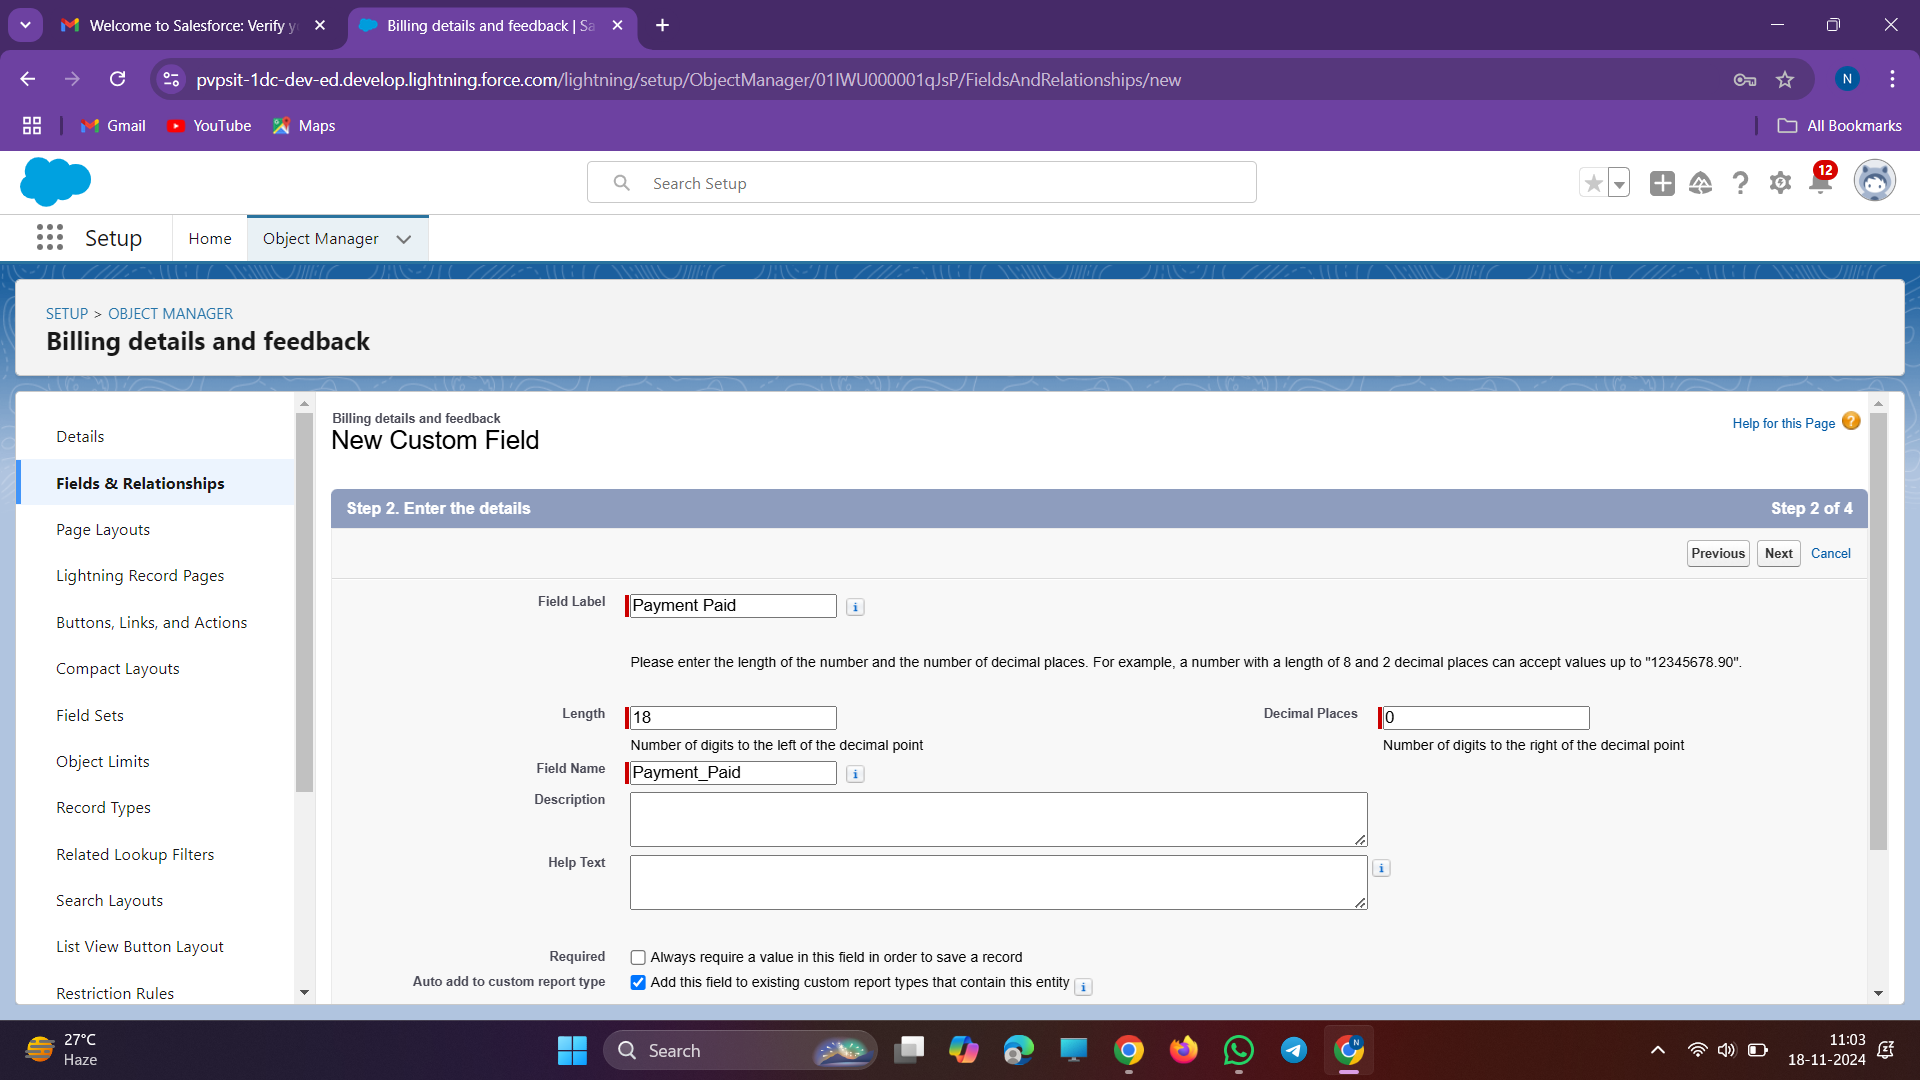 Welcome to Salesforce: Verify y
Billing details and feedback | Sa
pvpsit-1dc-dev-ed.develop.lightning.force.com/lightning/setup/ObjectManager/01IWU000001qJsP/FieldsAndRelationships/new
N
Gmail
YouTube
Maps
All Bookmarks
Search Setup
12
Setup
Home
Object Manager
SETUP > OBJECT MANAGER
Billing details and feedback
Details
Fields & Relationships
Page Layouts
Lightning Record Pages
Buttons, Links, and Actions
Compact Layouts
Field Sets
Object Limits
Record Types
Related Lookup Filters
Search Layouts
List View Button Layout
Restriction Rules
Billing details and feedback
New Custom Field
Help for this Page
Step 2. Enter the details
Step 2 of 4
Previous
Next
Cancel
Field Label
Payment Paid
Please enter the length of the number and the number of decimal places. For example, a number with a length of 8 and 2 decimal places can accept values up to "12345678.90".
Length
18
Number of digits to the left of the decimal point
Decimal Places
0
Number of digits to the right of the decimal point
Field Name
Payment_Paid
Description
Help Text
Required
Always require a value in this field in order to save a record
Auto add to custom report type
Add this field to existing custom report types that contain this entity
27°C
Haze
Search
11:03
18-11-2024